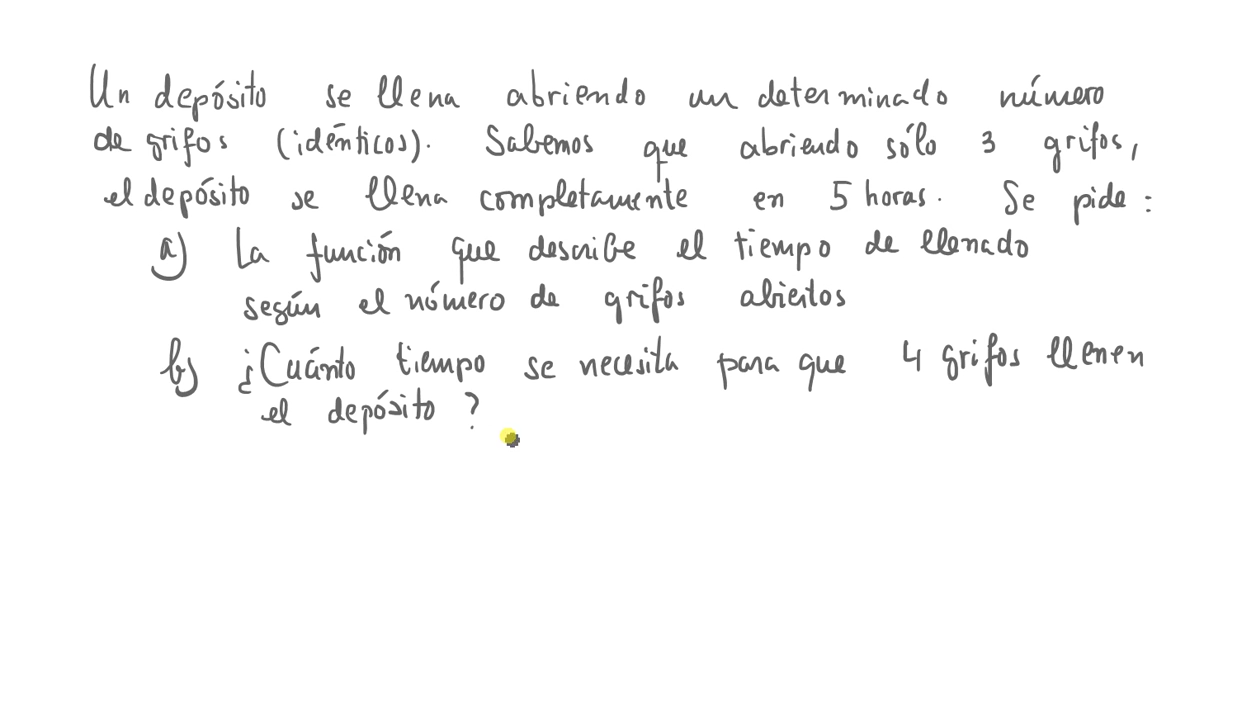 Un depósito se llena abriendo un determinado número
de grifos (idénticos). Sabemos que abriendo sólo 3 grifos,
el depósito se llena completamente en 5 horas. Se pide:
a) La función que describe el tiempo de llenado
según el número de grifos abiertos
b) ¿Cuánto tiempo se necesita para que 4 grifos llenen
el depósito?